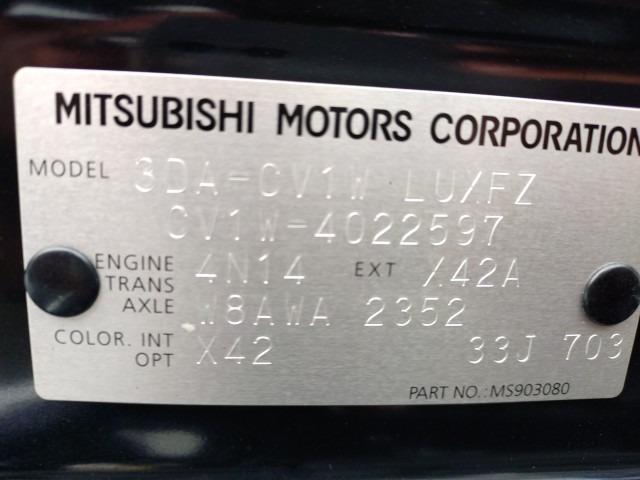 MITSUBISHI MOTORS CORPORATION
MODEL 3DA-CV1W LUXFZ
CV1W-4022597
ENGINE 4N14 EXT X42A
TRANS
AXLE W8AWA 2352
COLOR. INT X42 33J 703
OPT
PART NO.:MS903080